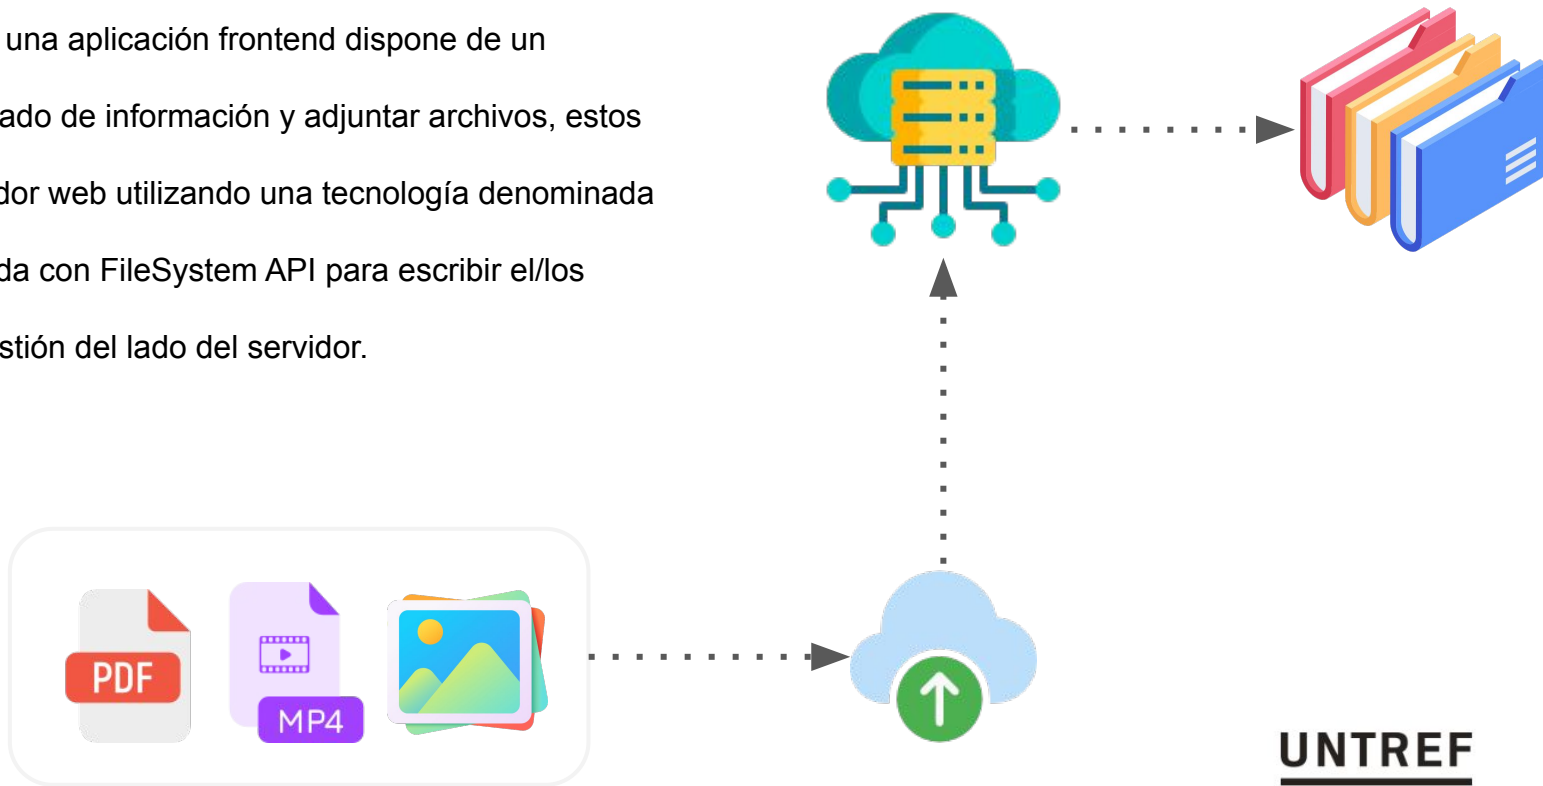 una aplicación frontend dispone de un
ado de información y adjuntar archivos, estos
dor web utilizando una tecnología denominada
da con FileSystem API para escribir el/los
stión del lado del servidor.
PDF
MP4
UNTREF